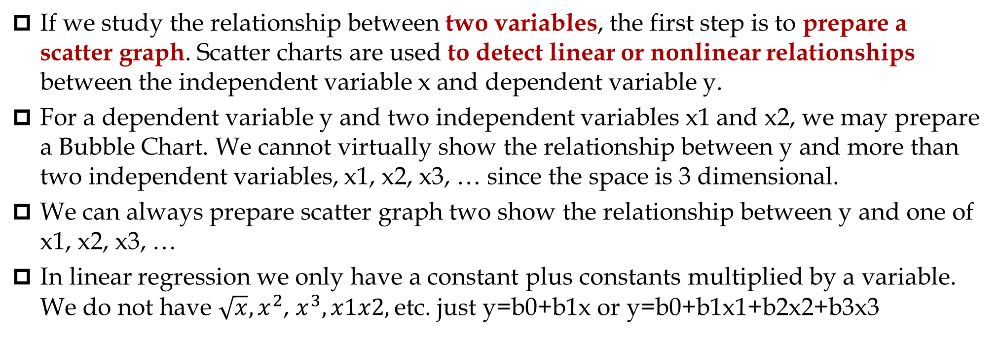 If we study the relationship between two variables, the first step is to prepare a
scatter graph. Scatter charts are used to detect linear or nonlinear relationships
between the independent variable x and dependent variable y.
For a dependent variable y and two independent variables x1 and x2, we may prepare
a Bubble Chart. We cannot virtually show the relationship between y and more than
two independent variables, x1, x2, x3, … since the space is 3 dimensional.
We can always prepare scatter graph two show the relationship between y and one of
x1, x2, x3, …
In linear regression we only have a constant plus constants multiplied by a variable.
We do not have √x, x², x³, x1x2, etc. just y=b0+b1x or y=b0+b1x1+b2x2+b3x3